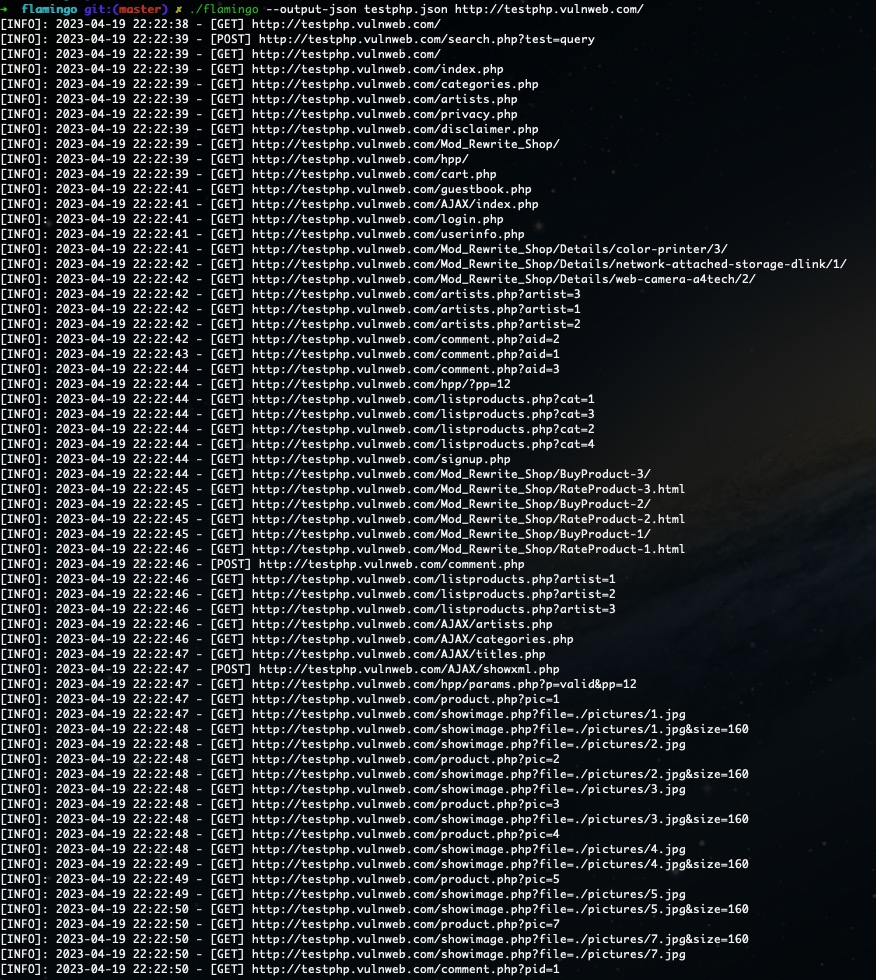 → flamingo git:(master) ✗ ./flamingo --output-json testphp.json http://testphp.vulnweb.com/
[INFO]: 2023-04-19 22:22:38 - [GET] http://testphp.vulnweb.com/
[INFO]: 2023-04-19 22:22:39 - [POST] http://testphp.vulnweb.com/search.php?test=query
[INFO]: 2023-04-19 22:22:39 - [GET] http://testphp.vulnweb.com/
[INFO]: 2023-04-19 22:22:39 - [GET] http://testphp.vulnweb.com/index.php
[INFO]: 2023-04-19 22:22:39 - [GET] http://testphp.vulnweb.com/categories.php
[INFO]: 2023-04-19 22:22:39 - [GET] http://testphp.vulnweb.com/artists.php
[INFO]: 2023-04-19 22:22:39 - [GET] http://testphp.vulnweb.com/privacy.php
[INFO]: 2023-04-19 22:22:39 - [GET] http://testphp.vulnweb.com/disclaimer.php
[INFO]: 2023-04-19 22:22:39 - [GET] http://testphp.vulnweb.com/Mod_Rewrite_Shop/
[INFO]: 2023-04-19 22:22:39 - [GET] http://testphp.vulnweb.com/hpp/
[INFO]: 2023-04-19 22:22:39 - [GET] http://testphp.vulnweb.com/cart.php
[INFO]: 2023-04-19 22:22:41 - [GET] http://testphp.vulnweb.com/guestbook.php
[INFO]: 2023-04-19 22:22:41 - [GET] http://testphp.vulnweb.com/AJAX/index.php
[INFO]: 2023-04-19 22:22:41 - [GET] http://testphp.vulnweb.com/login.php
[INFO]: 2023-04-19 22:22:41 - [GET] http://testphp.vulnweb.com/userinfo.php
[INFO]: 2023-04-19 22:22:41 - [GET] http://testphp.vulnweb.com/Mod_Rewrite_Shop/Details/color-printer/3/
[INFO]: 2023-04-19 22:22:42 - [GET] http://testphp.vulnweb.com/Mod_Rewrite_Shop/Details/network-attached-storage-dlink/1/
[INFO]: 2023-04-19 22:22:42 - [GET] http://testphp.vulnweb.com/Mod_Rewrite_Shop/Details/web-camera-a4tech/2/
[INFO]: 2023-04-19 22:22:42 - [GET] http://testphp.vulnweb.com/artists.php?artist=3
[INFO]: 2023-04-19 22:22:42 - [GET] http://testphp.vulnweb.com/artists.php?artist=1
[INFO]: 2023-04-19 22:22:42 - [GET] http://testphp.vulnweb.com/artists.php?artist=2
[INFO]: 2023-04-19 22:22:42 - [GET] http://testphp.vulnweb.com/comment.php?aid=2
[INFO]: 2023-04-19 22:22:43 - [GET] http://testphp.vulnweb.com/comment.php?aid=1
[INFO]: 2023-04-19 22:22:44 - [GET] http://testphp.vulnweb.com/comment.php?aid=3
[INFO]: 2023-04-19 22:22:44 - [GET] http://testphp.vulnweb.com/hpp/?pp=12
[INFO]: 2023-04-19 22:22:44 - [GET] http://testphp.vulnweb.com/listproducts.php?cat=1
[INFO]: 2023-04-19 22:22:44 - [GET] http://testphp.vulnweb.com/listproducts.php?cat=3
[INFO]: 2023-04-19 22:22:44 - [GET] http://testphp.vulnweb.com/listproducts.php?cat=2
[INFO]: 2023-04-19 22:22:44 - [GET] http://testphp.vulnweb.com/listproducts.php?cat=4
[INFO]: 2023-04-19 22:22:44 - [GET] http://testphp.vulnweb.com/signup.php
[INFO]: 2023-04-19 22:22:44 - [GET] http://testphp.vulnweb.com/Mod_Rewrite_Shop/BuyProduct-3/
[INFO]: 2023-04-19 22:22:45 - [GET] http://testphp.vulnweb.com/Mod_Rewrite_Shop/RateProduct-3.html
[INFO]: 2023-04-19 22:22:45 - [GET] http://testphp.vulnweb.com/Mod_Rewrite_Shop/BuyProduct-2/
[INFO]: 2023-04-19 22:22:45 - [GET] http://testphp.vulnweb.com/Mod_Rewrite_Shop/RateProduct-2.html
[INFO]: 2023-04-19 22:22:45 - [GET] http://testphp.vulnweb.com/Mod_Rewrite_Shop/BuyProduct-1/
[INFO]: 2023-04-19 22:22:46 - [GET] http://testphp.vulnweb.com/Mod_Rewrite_Shop/RateProduct-1.html
[INFO]: 2023-04-19 22:22:46 - [POST] http://testphp.vulnweb.com/comment.php
[INFO]: 2023-04-19 22:22:46 - [GET] http://testphp.vulnweb.com/listproducts.php?artist=1
[INFO]: 2023-04-19 22:22:46 - [GET] http://testphp.vulnweb.com/listproducts.php?artist=2
[INFO]: 2023-04-19 22:22:46 - [GET] http://testphp.vulnweb.com/listproducts.php?artist=3
[INFO]: 2023-04-19 22:22:46 - [GET] http://testphp.vulnweb.com/AJAX/artists.php
[INFO]: 2023-04-19 22:22:46 - [GET] http://testphp.vulnweb.com/AJAX/categories.php
[INFO]: 2023-04-19 22:22:47 - [GET] http://testphp.vulnweb.com/AJAX/titles.php
[INFO]: 2023-04-19 22:22:47 - [POST] http://testphp.vulnweb.com/AJAX/showxml.php
[INFO]: 2023-04-19 22:22:47 - [GET] http://testphp.vulnweb.com/hpp/params.php?p=valid&pp=12
[INFO]: 2023-04-19 22:22:47 - [GET] http://testphp.vulnweb.com/product.php?pic=1
[INFO]: 2023-04-19 22:22:47 - [GET] http://testphp.vulnweb.com/showimage.php?file=./pictures/1.jpg
[INFO]: 2023-04-19 22:22:48 - [GET] http://testphp.vulnweb.com/showimage.php?file=./pictures/1.jpg&size=160
[INFO]: 2023-04-19 22:22:48 - [GET] http://testphp.vulnweb.com/showimage.php?file=./pictures/2.jpg
[INFO]: 2023-04-19 22:22:48 - [GET] http://testphp.vulnweb.com/product.php?pic=2
[INFO]: 2023-04-19 22:22:48 - [GET] http://testphp.vulnweb.com/showimage.php?file=./pictures/2.jpg&size=160
[INFO]: 2023-04-19 22:22:48 - [GET] http://testphp.vulnweb.com/showimage.php?file=./pictures/3.jpg
[INFO]: 2023-04-19 22:22:48 - [GET] http://testphp.vulnweb.com/product.php?pic=3
[INFO]: 2023-04-19 22:22:48 - [GET] http://testphp.vulnweb.com/showimage.php?file=./pictures/3.jpg&size=160
[INFO]: 2023-04-19 22:22:48 - [GET] http://testphp.vulnweb.com/product.php?pic=4
[INFO]: 2023-04-19 22:22:48 - [GET] http://testphp.vulnweb.com/showimage.php?file=./pictures/4.jpg
[INFO]: 2023-04-19 22:22:49 - [GET] http://testphp.vulnweb.com/showimage.php?file=./pictures/4.jpg&size=160
[INFO]: 2023-04-19 22:22:49 - [GET] http://testphp.vulnweb.com/product.php?pic=5
[INFO]: 2023-04-19 22:22:49 - [GET] http://testphp.vulnweb.com/showimage.php?file=./pictures/5.jpg
[INFO]: 2023-04-19 22:22:50 - [GET] http://testphp.vulnweb.com/showimage.php?file=./pictures/5.jpg&size=160
[INFO]: 2023-04-19 22:22:50 - [GET] http://testphp.vulnweb.com/product.php?pic=7
[INFO]: 2023-04-19 22:22:50 - [GET] http://testphp.vulnweb.com/showimage.php?file=./pictures/7.jpg&size=160
[INFO]: 2023-04-19 22:22:50 - [GET] http://testphp.vulnweb.com/showimage.php?file=./pictures/7.jpg
[INFO]: 2023-04-19 22:22:50 - [GET] http://testphp.vulnweb.com/comment.php?pid=1